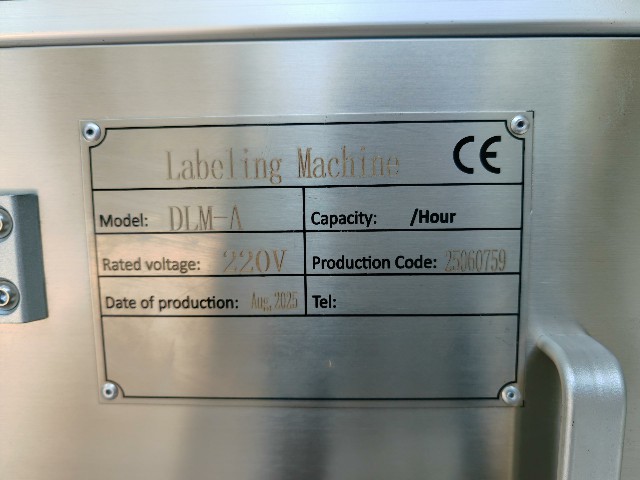 Labeling Machine CE
Model: DLM-A Capacity: /Hour
Rated voltage: 220V Production Code: 25060759
Date of production: Aug,2025 Tel: